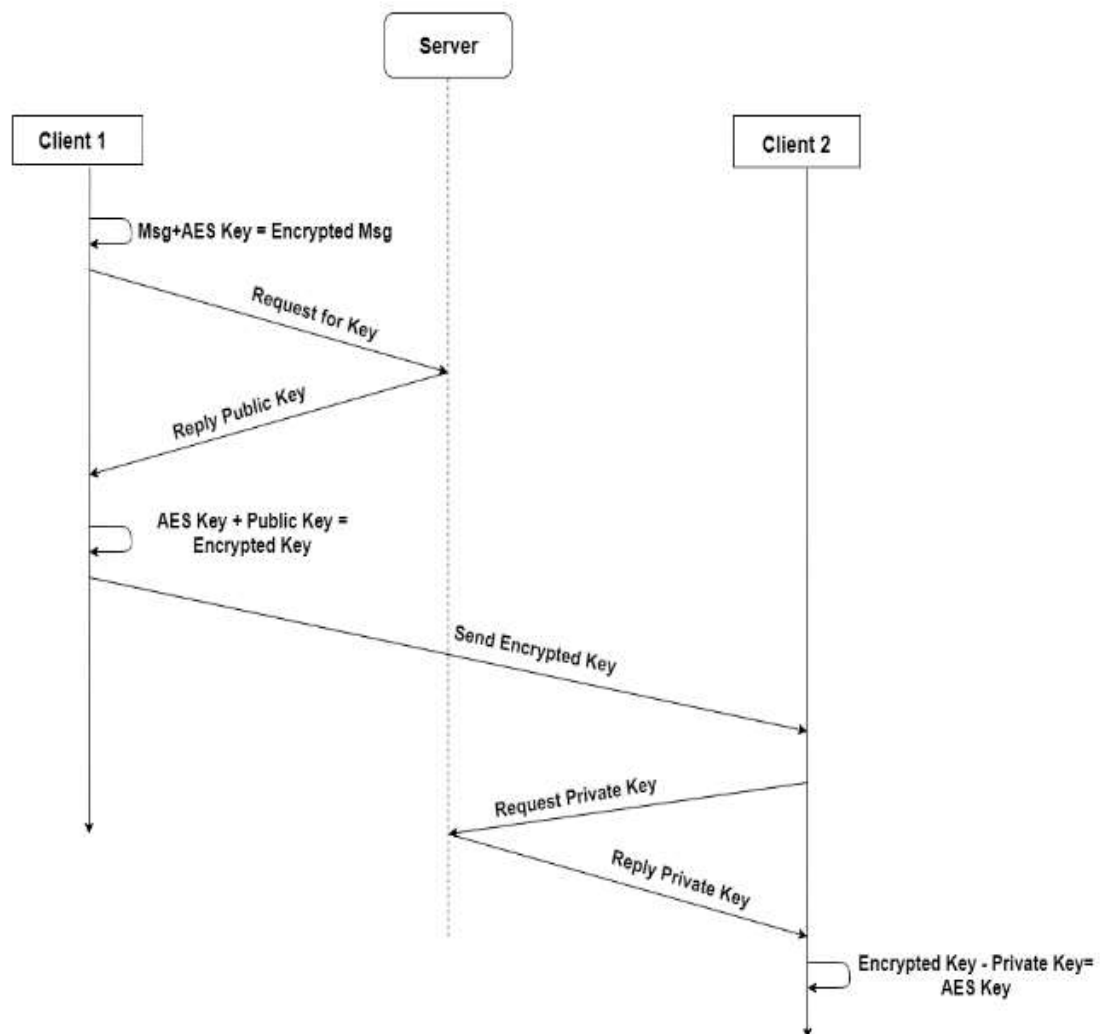 Server
Client 1
Client 2
Msg+AES Key = Encrypted Msg
Request for Key
Reply Public Key
AES Key + Public Key =
Encrypted Key
Send Encrypted Key
Request Private Key
Reply Private Key
Encrypted Key - Private Key=
AES Key